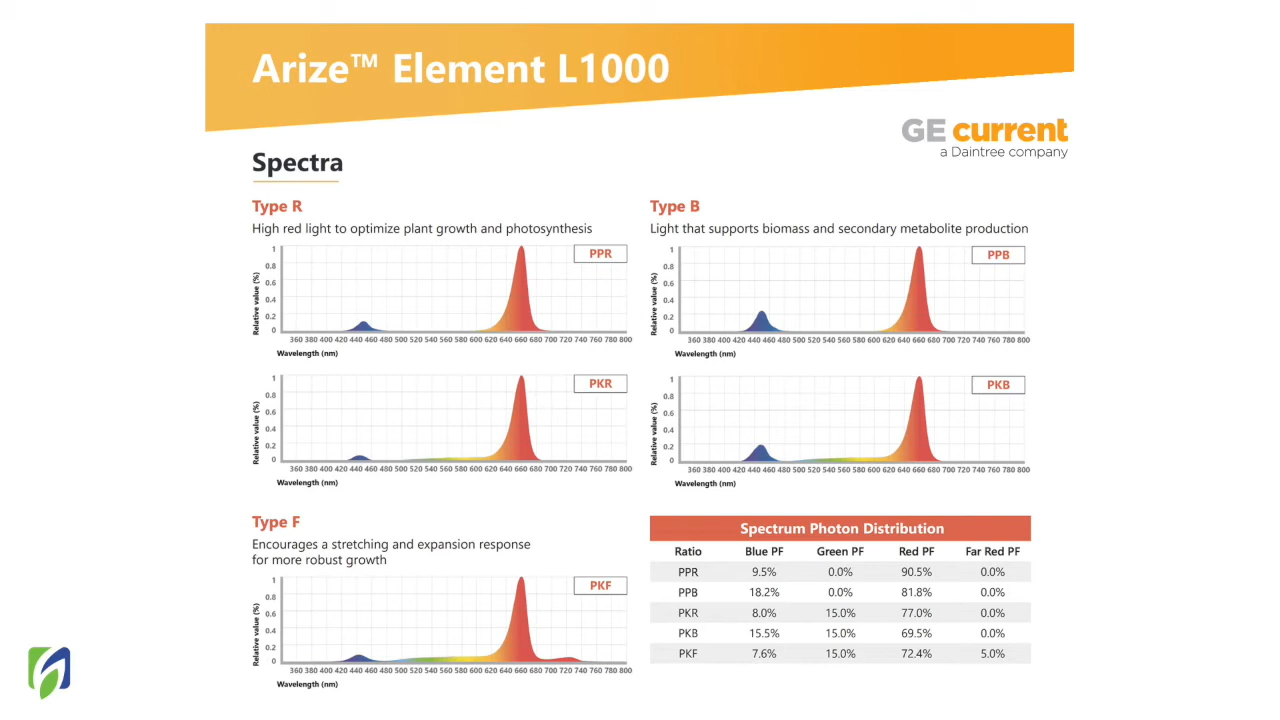 Arize™ Element L1000
GE current
a Daintree company
Spectra
Type R
High red light to optimize plant growth and photosynthesis
PPR
1
0.8
0.6
0.4
0.2
0
Relative value (%)
360 380 400 420 440 460 480 500 520 540 560 580 600 620 640 660 680 700 720 740 760 780 800
Wavelength (nm)
PKR
1
0.8
0.6
0.4
0.2
0
Relative value (%)
360 380 400 420 440 460 480 500 520 540 560 580 600 620 640 660 680 700 720 740 760 780 800
Wavelength (nm)
Type B
Light that supports biomass and secondary metabolite production
PPB
1
0.8
0.6
0.4
0.2
0
Relative value (%)
360 380 400 420 440 460 480 500 520 540 560 580 600 620 640 660 680 700 720 740 760 780 800
Wavelength (nm)
PKB
1
0.8
0.6
0.4
0.2
0
Relative value (%)
360 380 400 420 440 460 480 500 520 540 560 580 600 620 640 660 680 700 720 740 760 780 800
Wavelength (nm)
Type F
Encourages a stretching and expansion response
for more robust growth
PKF
1
0.8
0.6
0.4
0.2
0
Relative value (%)
360 380 400 420 440 460 480 500 520 540 560 580 600 620 640 660 680 700 720 740 760 780 800
Wavelength (nm)
Spectrum Photon Distribution
Ratio Blue PF Green PF Red PF Far Red PF
PPR 9.5% 0.0% 90.5% 0.0%
PPB 18.2% 0.0% 81.8% 0.0%
PKR 8.0% 15.0% 77.0% 0.0%
PKB 15.5% 15.0% 69.5% 0.0%
PKF 7.6% 15.0% 72.4% 5.0%